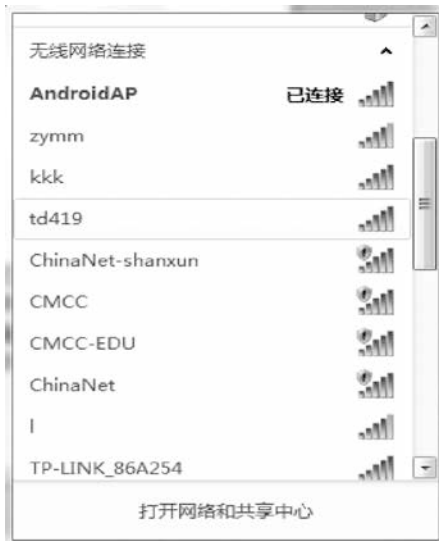 无线网络连接
AndroidAP 已连接
zymm
kkk
td419
ChinaNet-shanxun
CMCC
CMCC-EDU
ChinaNet
l
TP-LINK_86A254
打开网络和共享中心